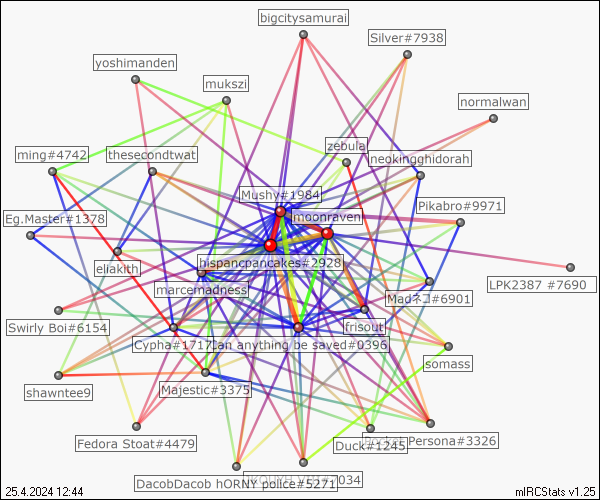 bigcitysamurai
Silver#7938
yoshimanden
mukszi
normalwan
zebula
ming#4742
thesecondtwat
neokingghidorah
Mushy#1984
Pikabro#9971
moonraven
Eg.Master#1378
eliakith
hispancpancakes#2928
LPK2387 #7690
marcemadness
Madネコ#6901
Swirly Boi#6154
frisout
Cypha#1717
Can anything be saved#0396
somass
shawntee9
Majestic#3375
Fedora Stoat#4479
Duck#1245
Persona#3326
DacobDacob hORNY police#5271
#7034
25.4.2024 12:44
mIRCStats v1.25